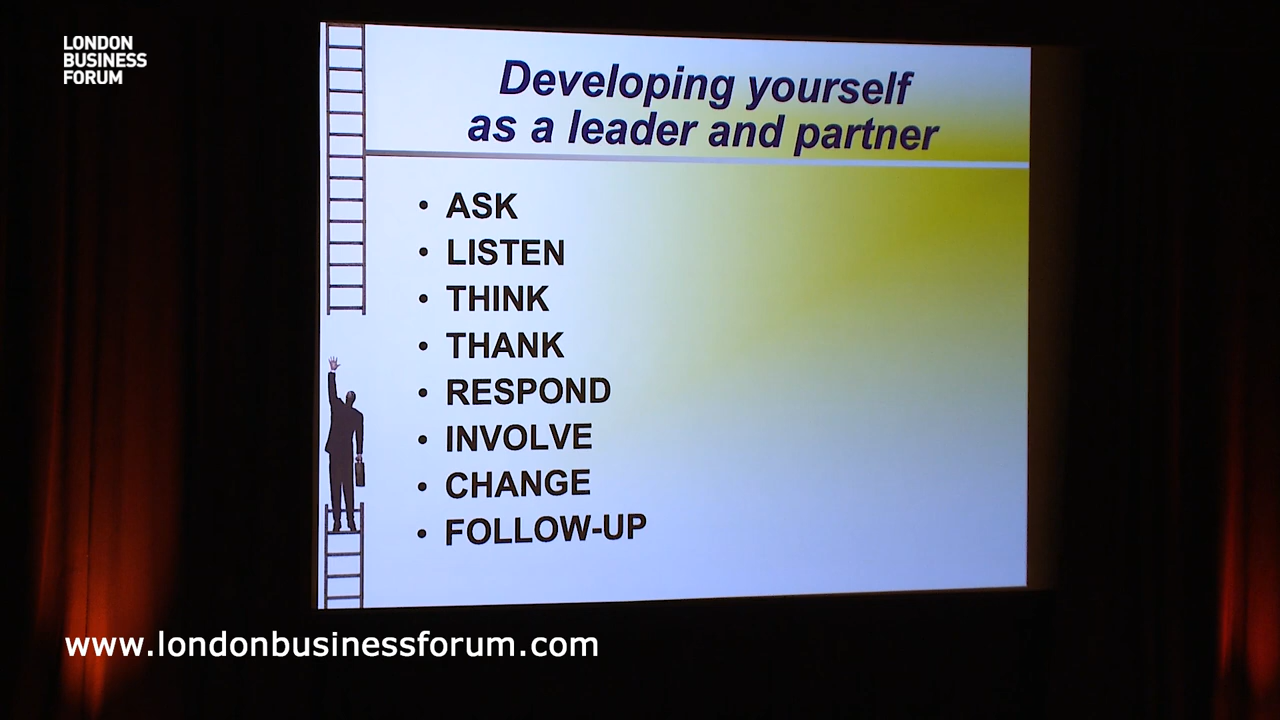 LONDON
BUSINESS
FORUM
Developing yourself
as a leader and partner
• ASK
• LISTEN
• THINK
• THANK
• RESPOND
• INVOLVE
• CHANGE
• FOLLOW-UP
www.londonbusinessforum.com